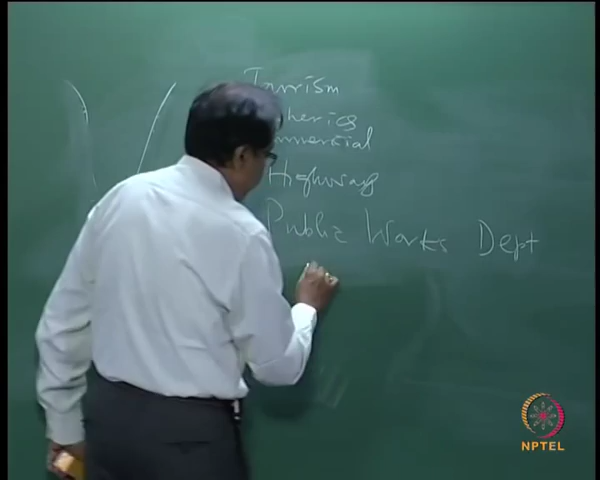 Tourism
Fisheries
Commercial
Highways
Public Works Dept
NPTEL